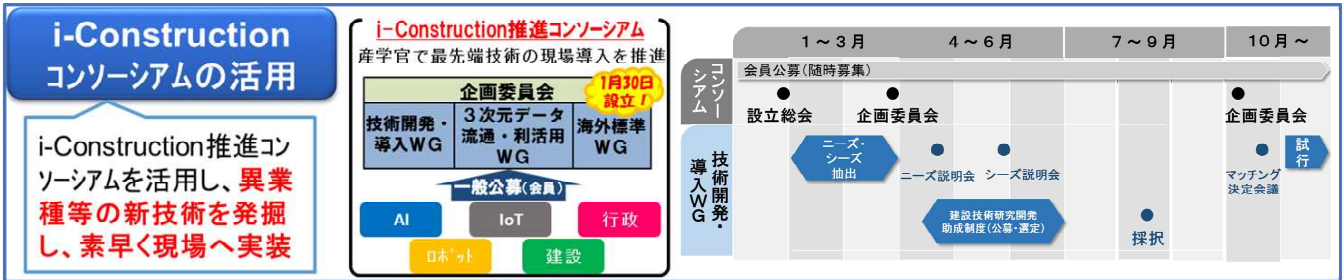 i-Construction
コンソーシアムの活用
i-Construction推進コン
ソーシアムを活用し、異業
種等の新技術を発掘
し、素早く現場へ実装
i-Construction推進コンソーシアム
産学官で最先端技術の現場導入を推進
企画委員会
1月30日
設立！
技術開発・
導入WG
３次元データ
流通・利活用
WG
海外標準
WG
一般公募(会員)
AI
IoT
行政
ロボット
建設
1～3月
4～6月
7～9月
10月～
コンソー
シアム
会員公募(随時募集)
設立総会
企画委員会
企画委員会
技術開発・
導入WG
ニーズ・
シーズ
抽出
ニーズ説明会
シーズ説明会
マッチング
決定会議
試
行
建設技術研究開発
助成制度(公募・選定)
採択